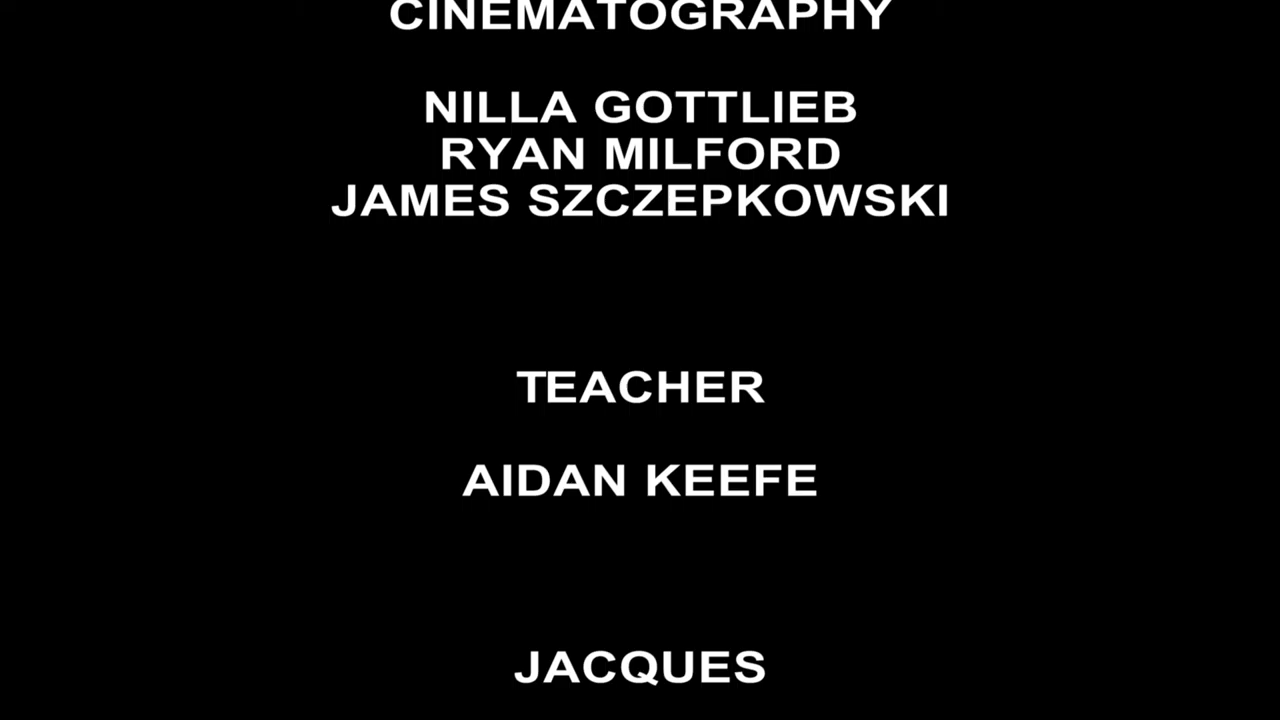 CINEMATOGRAPHY
NILLA GOTTLIEB
RYAN MILFORD
JAMES SZCZEPKOWSKI
TEACHER
AIDAN KEEFE
JACQUES